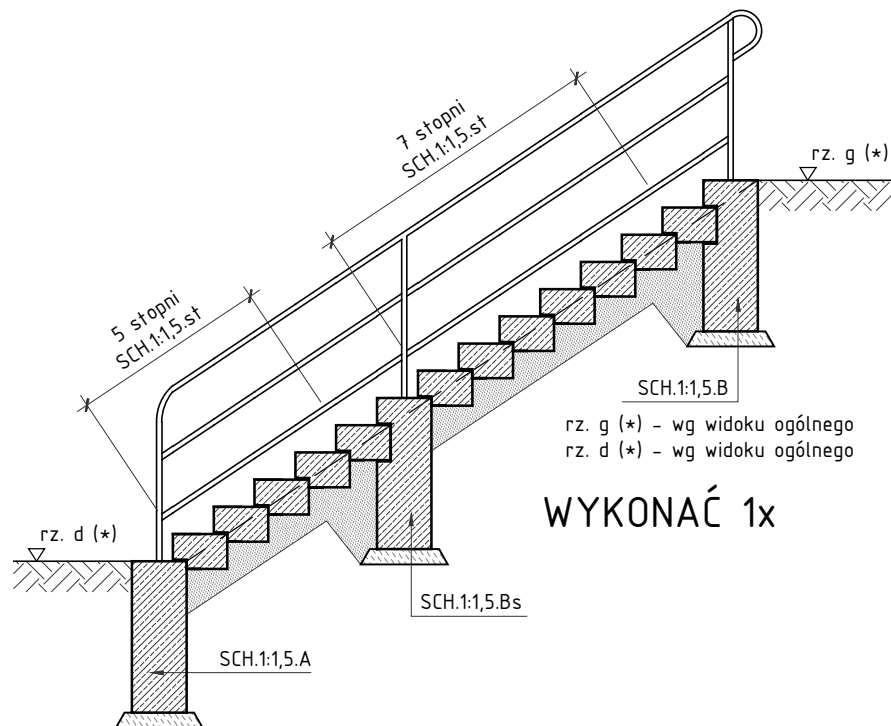 7 stopni
SCH.1:1,5.st
rz. g (*)
5 stopni
SCH.1:1,5.st
SCH.1:1,5.B
rz. g (*) - wg widoku ogólnego
rz. d (*) - wg widoku ogólnego
WYKONAĆ 1x
rz. d (*)
SCH.1:1,5.Bs
SCH.1:1,5.A